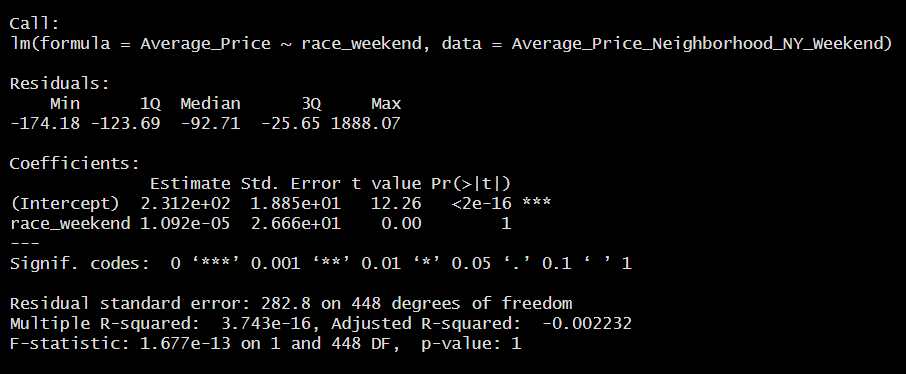 Call:
lm(formula = Average_Price ~ race_weekend, data = Average_Price_Neighborhood_NY_Weekend)
Residuals:
Min 1Q Median 3Q Max
-174.18 -123.69 -92.71 -25.65 1888.07
Coefficients:
Estimate Std. Error t value Pr(>|t|)
(Intercept) 2.312e+02 1.885e+01 12.26 <2e-16 ***
race_weekend 1.092e-05 2.666e+01 0.00 1
---
Signif. codes: 0 ‘***’ 0.001 ‘**’ 0.01 ‘*’ 0.05 ‘.’ 0.1 ‘ ’ 1
Residual standard error: 282.8 on 448 degrees of freedom
Multiple R-squared: 3.743e-16, Adjusted R-squared: -0.002232
F-statistic: 1.677e-13 on 1 and 448 DF, p-value: 1